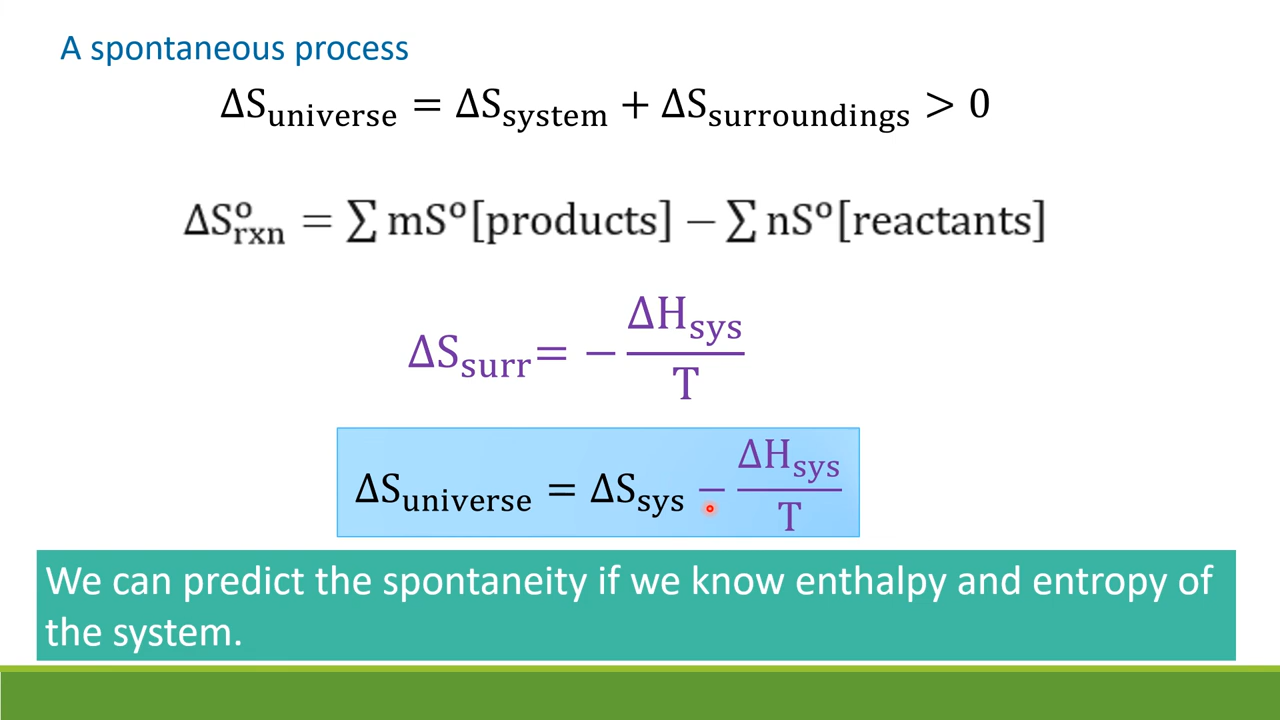 A spontaneous process
ΔS_universe = ΔS_system + ΔS_surroundings > 0
ΔS°_rxn = ∑ mS°[products] − ∑ nS°[reactants]
ΔS_surr = − ΔH_sys / T
ΔS_universe = ΔS_sys − ΔH_sys / T
We can predict the spontaneity if we know enthalpy and entropy of
the system.